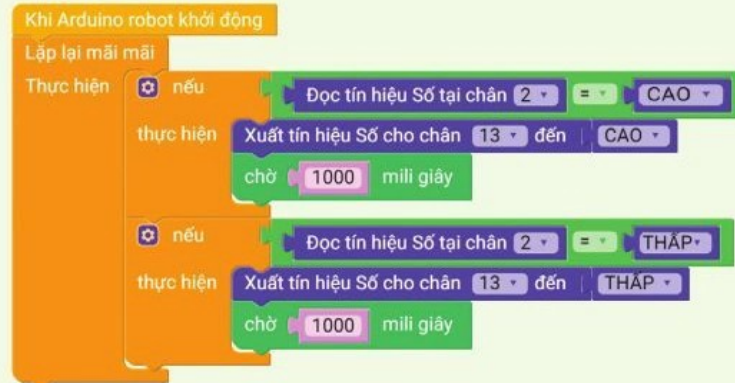 Khi Arduino robot khởi động
Lặp lại mãi mãi
Thực hiện nếu Đọc tín hiệu Số tại chân 2 = CAO
thực hiện Xuất tín hiệu Số cho chân 13 đến CAO
chờ 1000 mili giây
nếu Đọc tín hiệu Số tại chân 2 = THẤP
thực hiện Xuất tín hiệu Số cho chân 13 đến THẤP
chờ 1000 mili giây